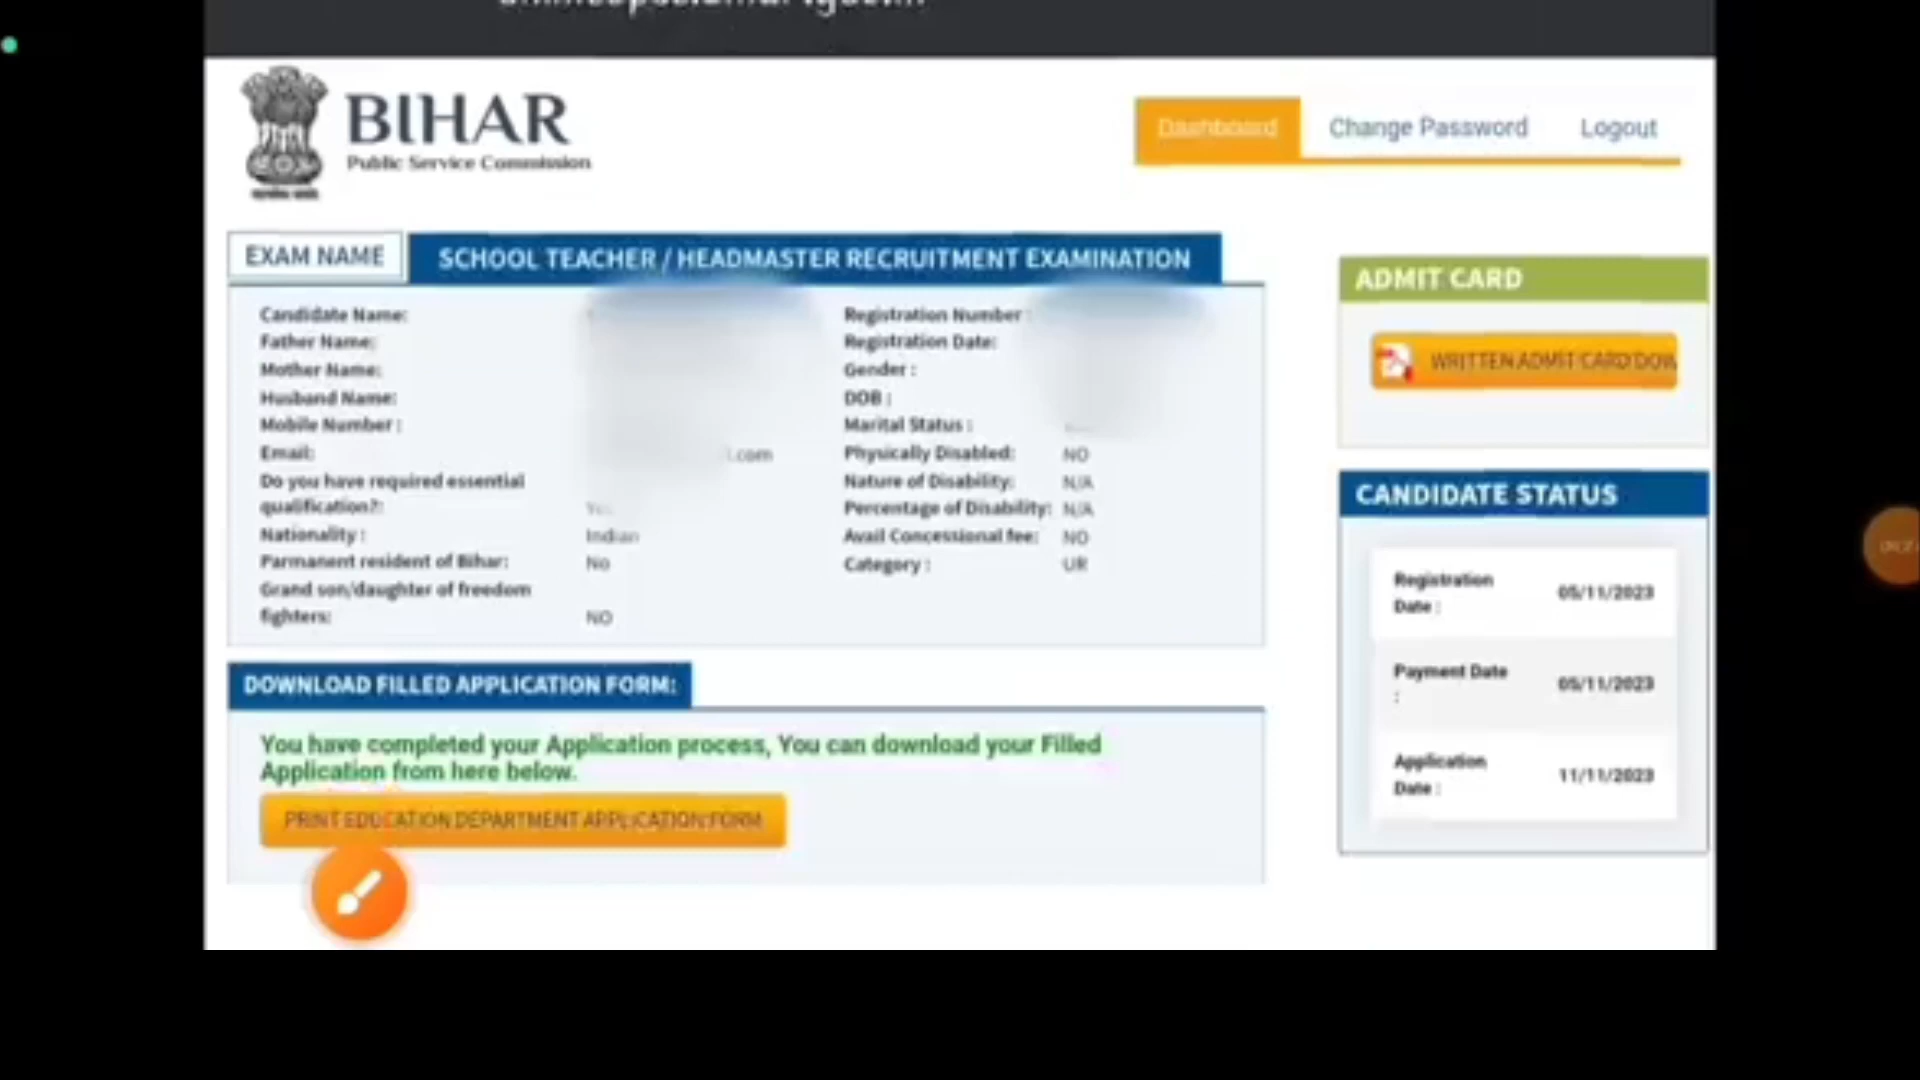 BIHAR
Public Service Commission
Dashboard
Change Password
Logout
EXAM NAME
SCHOOL TEACHER / HEADMASTER RECRUITMENT EXAMINATION
Candidate Name:
Father Name:
Mother Name:
Husband Name:
Mobile Number :
Email: .com
Do you have required essential
qualification?:
Nationality : Indian
Parmanent resident of Bihar: No
Grand son/daughter of freedom
fighters: NO
Registration Number :
Registration Date:
Gender :
DOB :
Marital Status :
Physically Disabled: NO
Nature of Disability: N/A
Percentage of Disability: N/A
Avail Concessional fee: NO
Category : UR
ADMIT CARD
WRITTEN ADMIT CARD DOW
CANDIDATE STATUS
Registration
Date : 05/11/2023
Payment Date
: 05/11/2023
Application
Date : 11/11/2023
DOWNLOAD FILLED APPLICATION FORM:
You have completed your Application process, You can download your Filled
Application from here below.
PRINT EDUCATION DEPARTMENT APPLICATION FORM